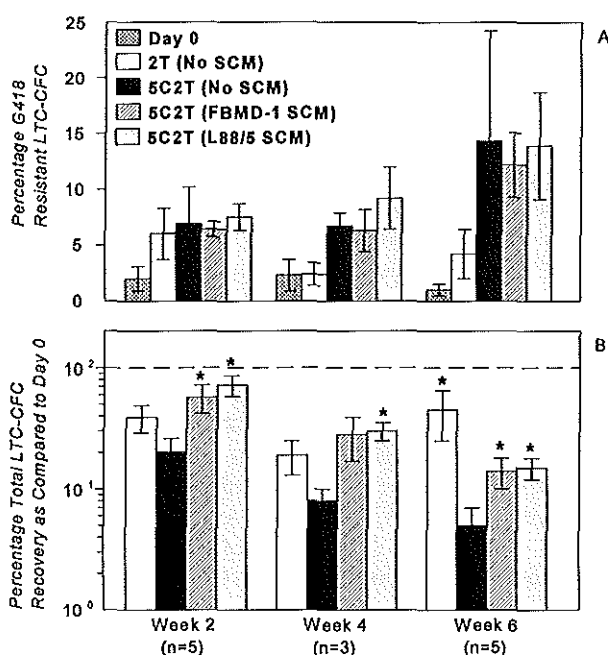 A
Percentage G418
Resistant LTC-CFC
25
20
15
10
5
0
Day 0
2T (No SCM)
5C2T (No SCM)
5C2T (FBMD-1 SCM)
5C2T (L88/5 SCM)
B
Percentage Total LTC-CFC
Recovery as Compared to Day 0
10²
10¹
10⁰
* *
*
* * *
Week 2 Week 4 Week 6
(n=5) (n=3) (n=5)